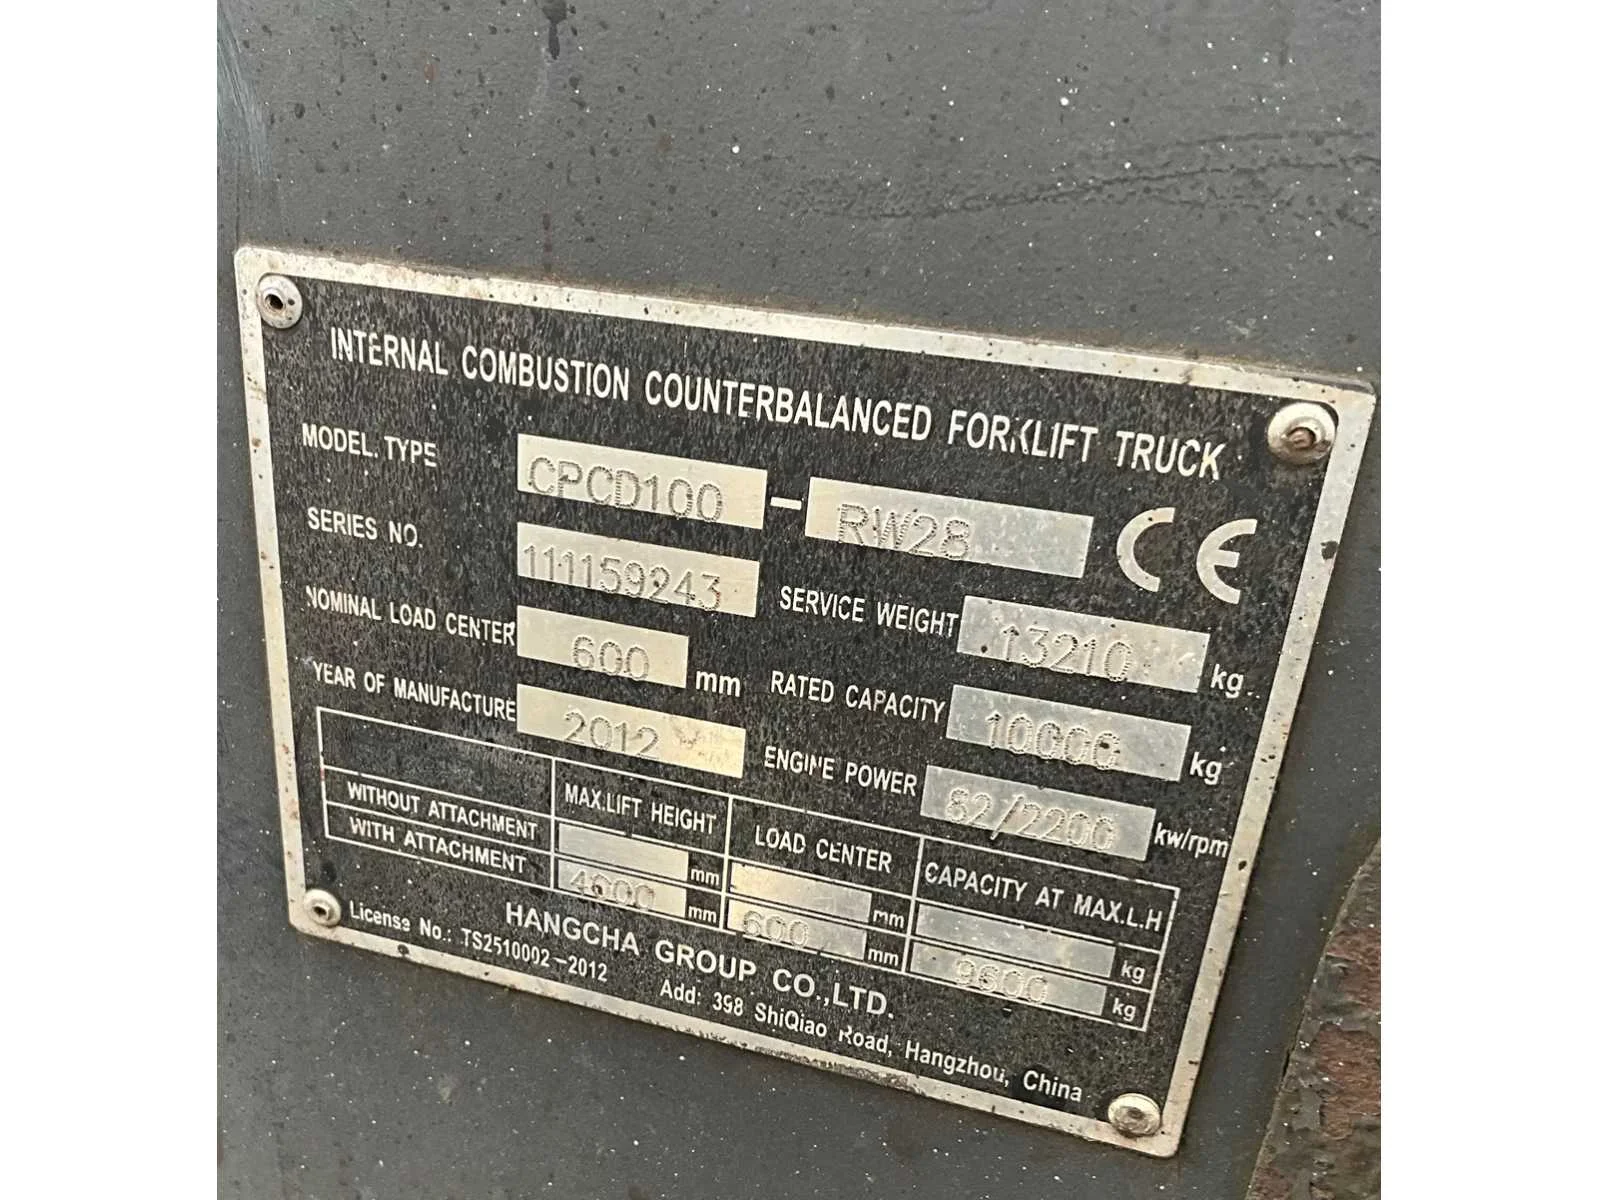 INTERNAL COMBUSTION COUNTERBALANCED FORKLIFT TRUCK
MODEL.TYPE CPCD100 - RW28 CE
SERIES NO. 111159243
SERVICE WEIGHT 13210 kg
NOMINAL LOAD CENTER 600 mm
RATED CAPACITY 10000 kg
YEAR OF MANUFACTURE 2012
ENGINE POWER 82/2200 kw/rpm
MAX.LIFT HEIGHT LOAD CENTER CAPACITY AT MAX.L.H
WITHOUT ATTACHMENT mm mm kg
WITH ATTACHMENT 4000 mm 600 mm 9600 kg
HANGCHA GROUP CO.,LTD.
License No.: TS2510002-2012 Add: 398 ShiQiao Road, Hangzhou, China